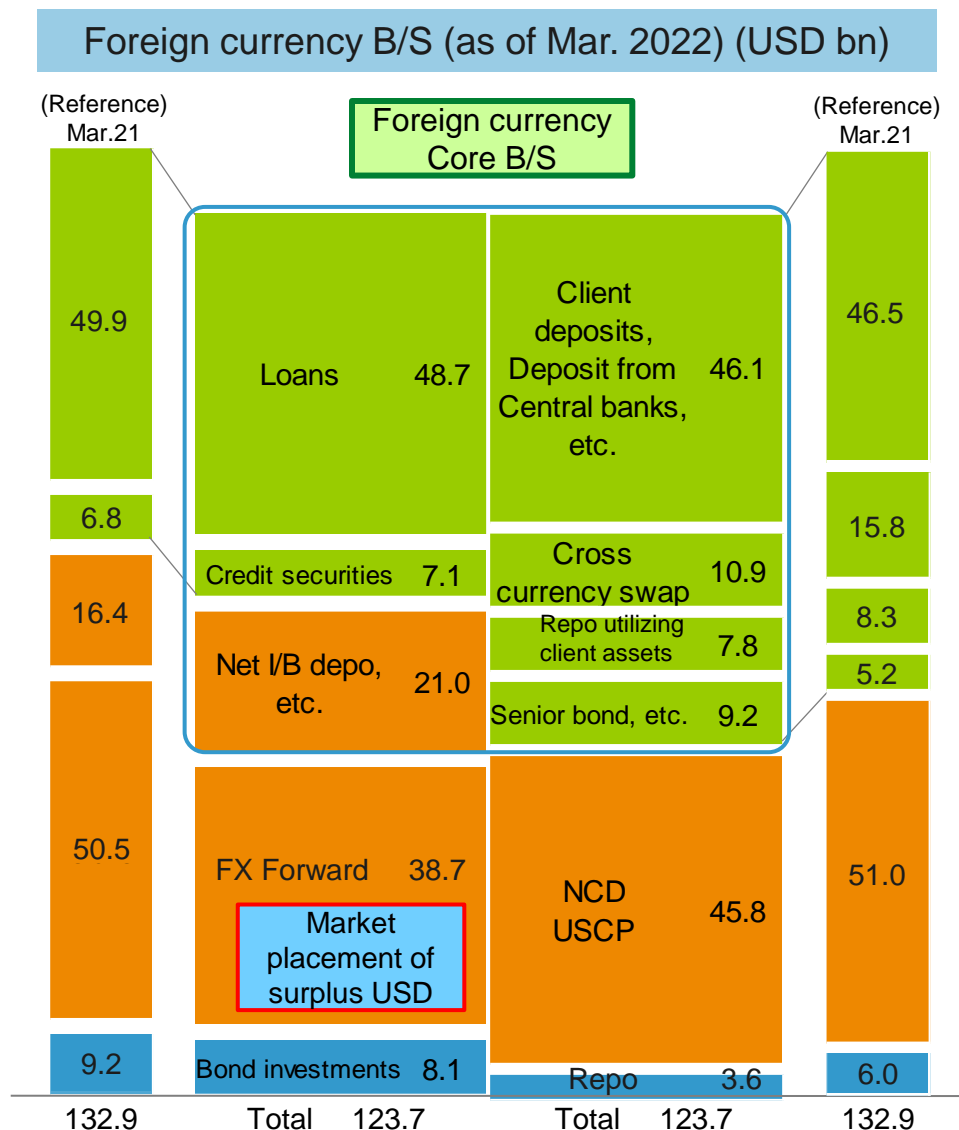 Foreign currency B/S (as of Mar. 2022) (USD bn)
(Reference)
Mar.21
Foreign currency
Core B/S
(Reference)
Mar.21
49.9
6.8
16.4
50.5
9.2
132.9
Loans 48.7
Credit securities 7.1
Net I/B depo,
etc.
21.0
FX Forward 38.7
Market
placement of
surplus USD
Bond investments 8.1
Total 123.7
Client
deposits,
Deposit from
Central banks,
etc.
46.1
Cross
currency swap
10.9
Repo utilizing
client assets
7.8
Senior bond, etc. 9.2
NCD
USCP
45.8
Repo 3.6
Total 123.7
46.5
15.8
8.3
5.2
51.0
6.0
132.9